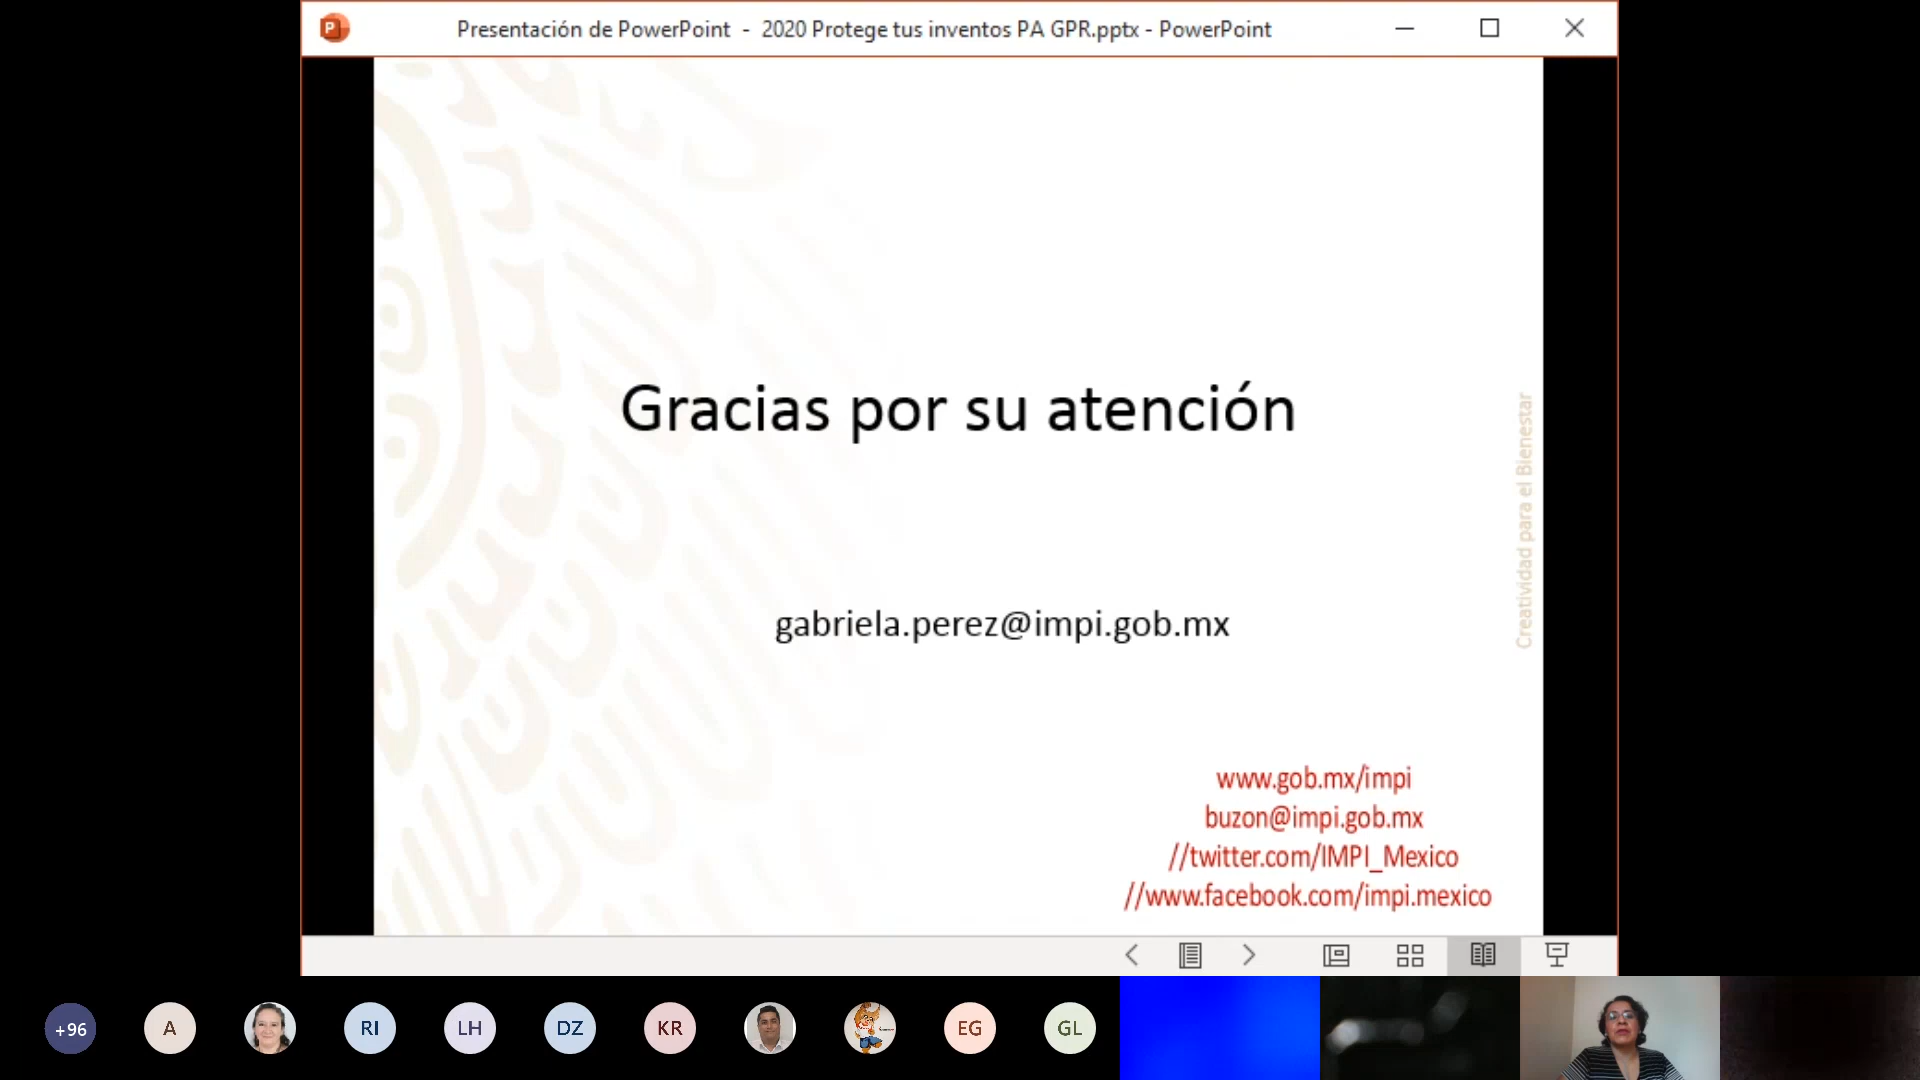 Presentación de PowerPoint - 2020 Protege tus inventos PA GPR.pptx - PowerPoint
Gracias por su atención
Creatividad para el Bienestar
gabriela.perez@impi.gob.mx
www.gob.mx/impi
buzon@impi.gob.mx
//twitter.com/IMPI_Mexico
//www.facebook.com/impi.mexico
+96
A
RI
LH
DZ
KR
EG
GL